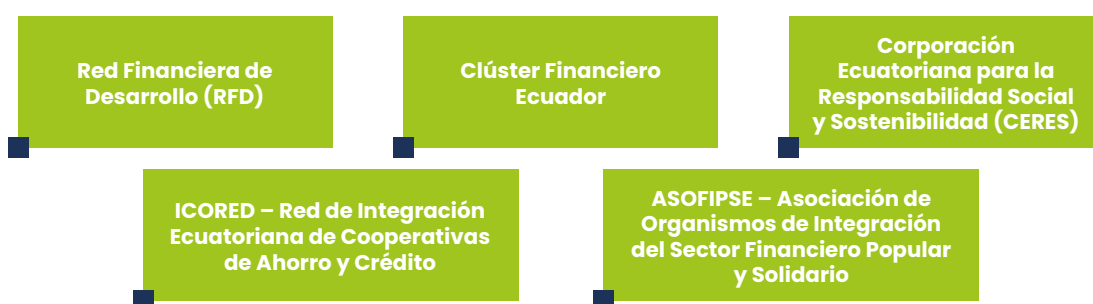 Red Financiera de
Desarrollo (RFD)
Clúster Financiero
Ecuador
Corporación
Ecuatoriana para la
Responsabilidad Social
y Sostenibilidad (CERES)
ICORED – Red de Integración
Ecuatoriana de Cooperativas
de Ahorro y Crédito
ASOFIPSE – Asociación de
Organismos de Integración
del Sector Financiero Popular
y Solidario